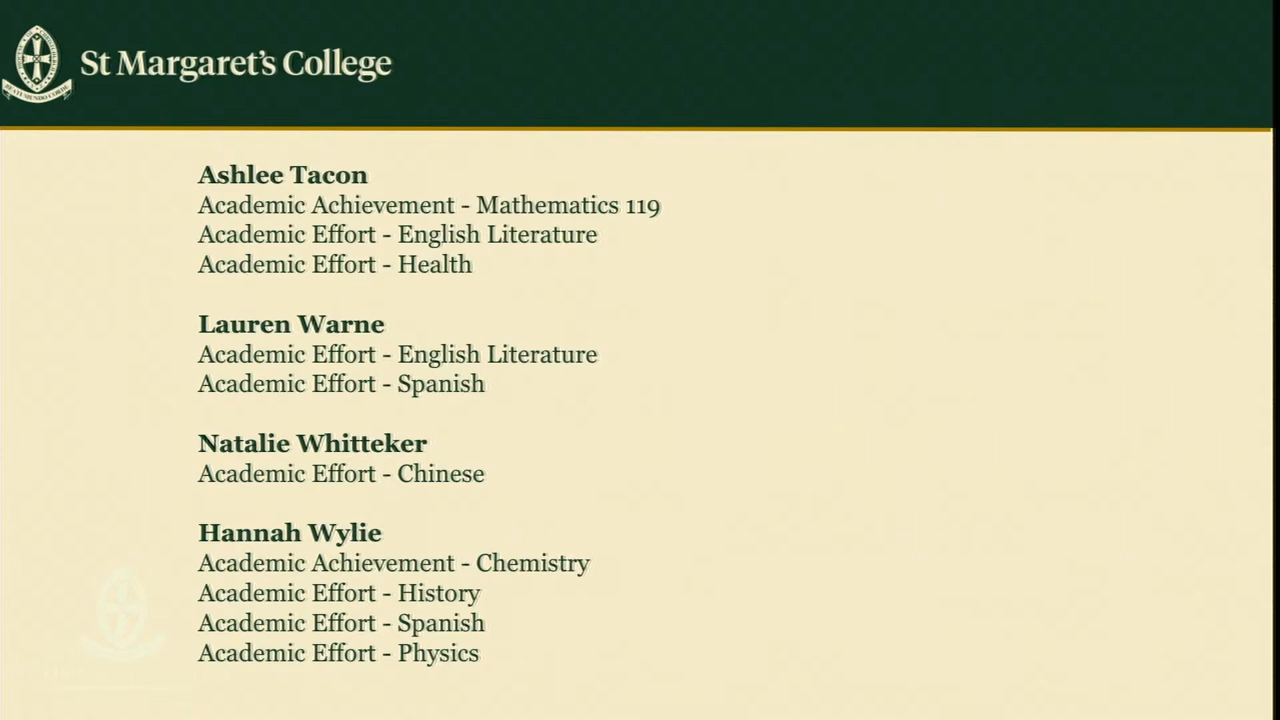 St Margaret's College
Ashlee Tacon
Academic Achievement - Mathematics 119
Academic Effort - English Literature
Academic Effort - Health
Lauren Warne
Academic Effort - English Literature
Academic Effort - Spanish
Natalie Whitteker
Academic Effort - Chinese
Hannah Wylie
Academic Achievement - Chemistry
Academic Effort - History
Academic Effort - Spanish
Academic Effort - Physics